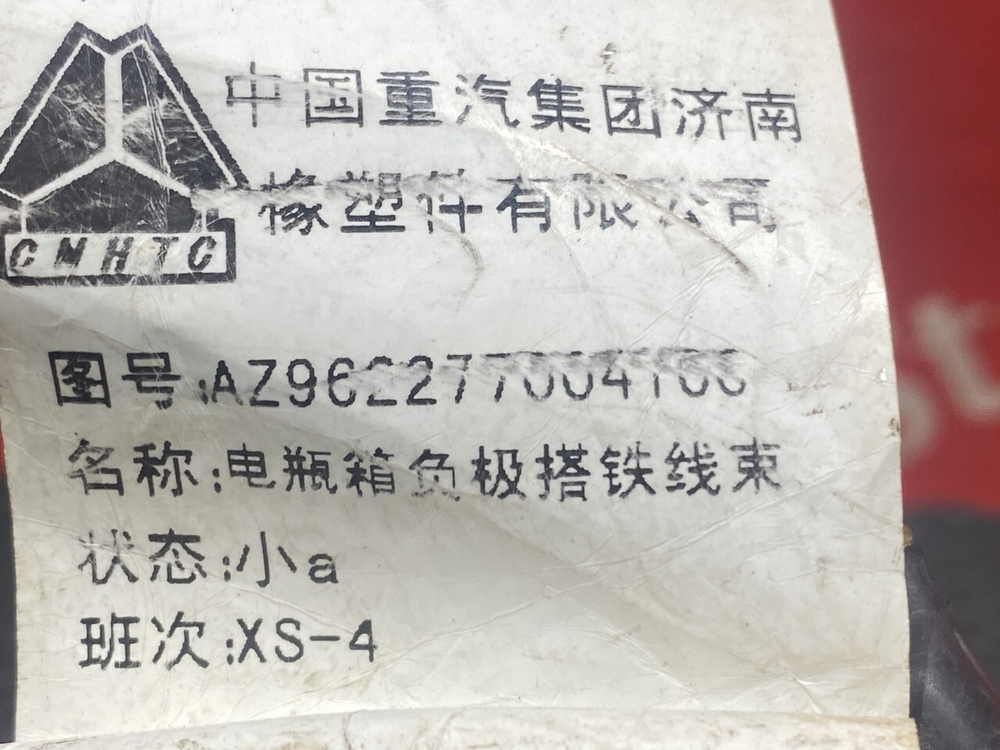 中国重汽集团济南
橡塑件有限公司
CMHTC
图号:AZ9622770041
名称:电瓶箱负极搭铁线束
状态:小a
班次:XS-4